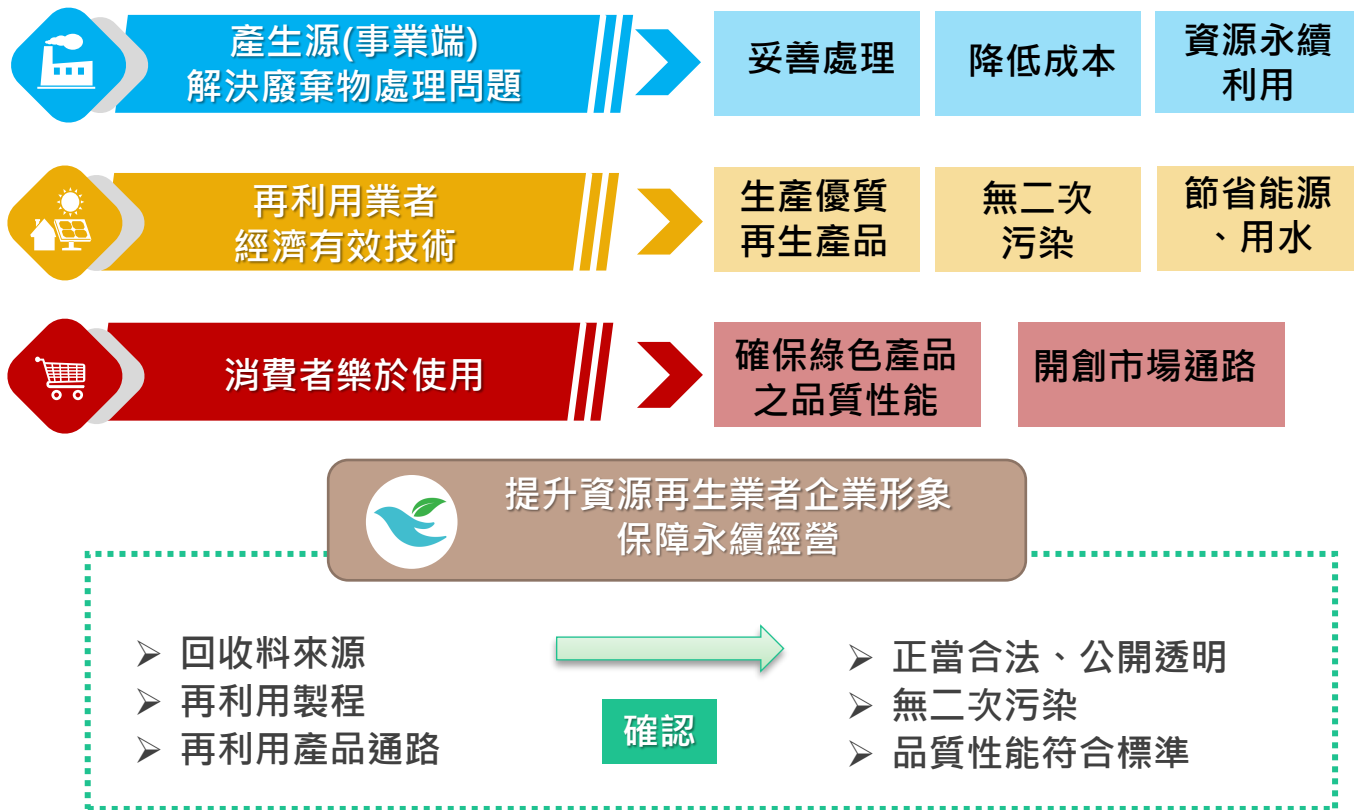 產生源(事業端)
解決廢棄物處理問題
妥善處理
降低成本
資源永續
利用
再利用業者
經濟有效技術
生產優質
再生產品
無二次
污染
節省能源
、用水
消費者樂於使用
確保綠色產品
之品質性能
開創市場通路
提升資源再生業者企業形象
保障永續經營
➢ 回收料來源
➢ 再利用製程
➢ 再利用產品通路
確認
➢ 正當合法、公開透明
➢ 無二次污染
➢ 品質性能符合標準